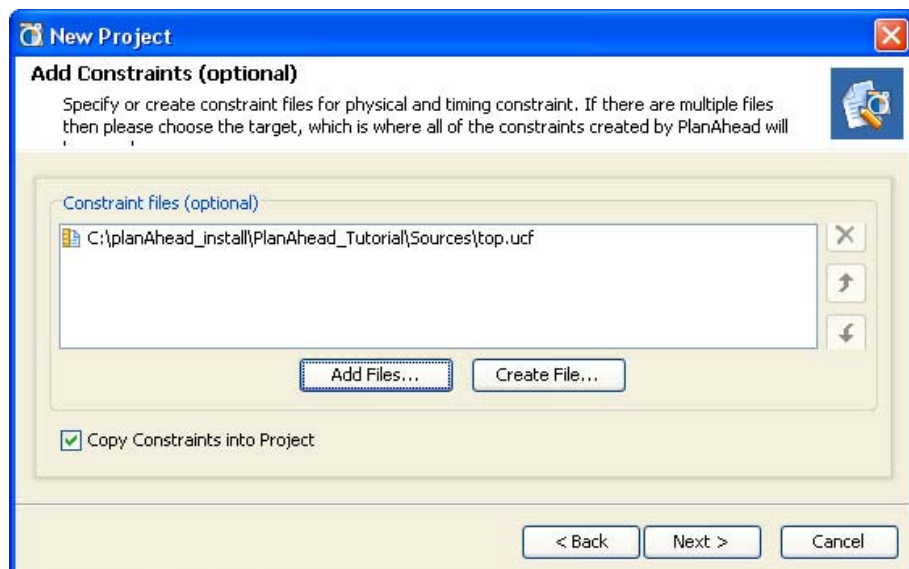 New Project
Add Constraints (optional)
Specify or create constraint files for physical and timing constraint. If there are multiple files
then please choose the target, which is where all of the constraints created by PlanAhead will
Constraint files (optional)
C:\planAhead_install\PlanAhead_Tutorial\Sources\top.ucf
Add Files...
Create File...
Copy Constraints into Project
< Back
Next >
Cancel